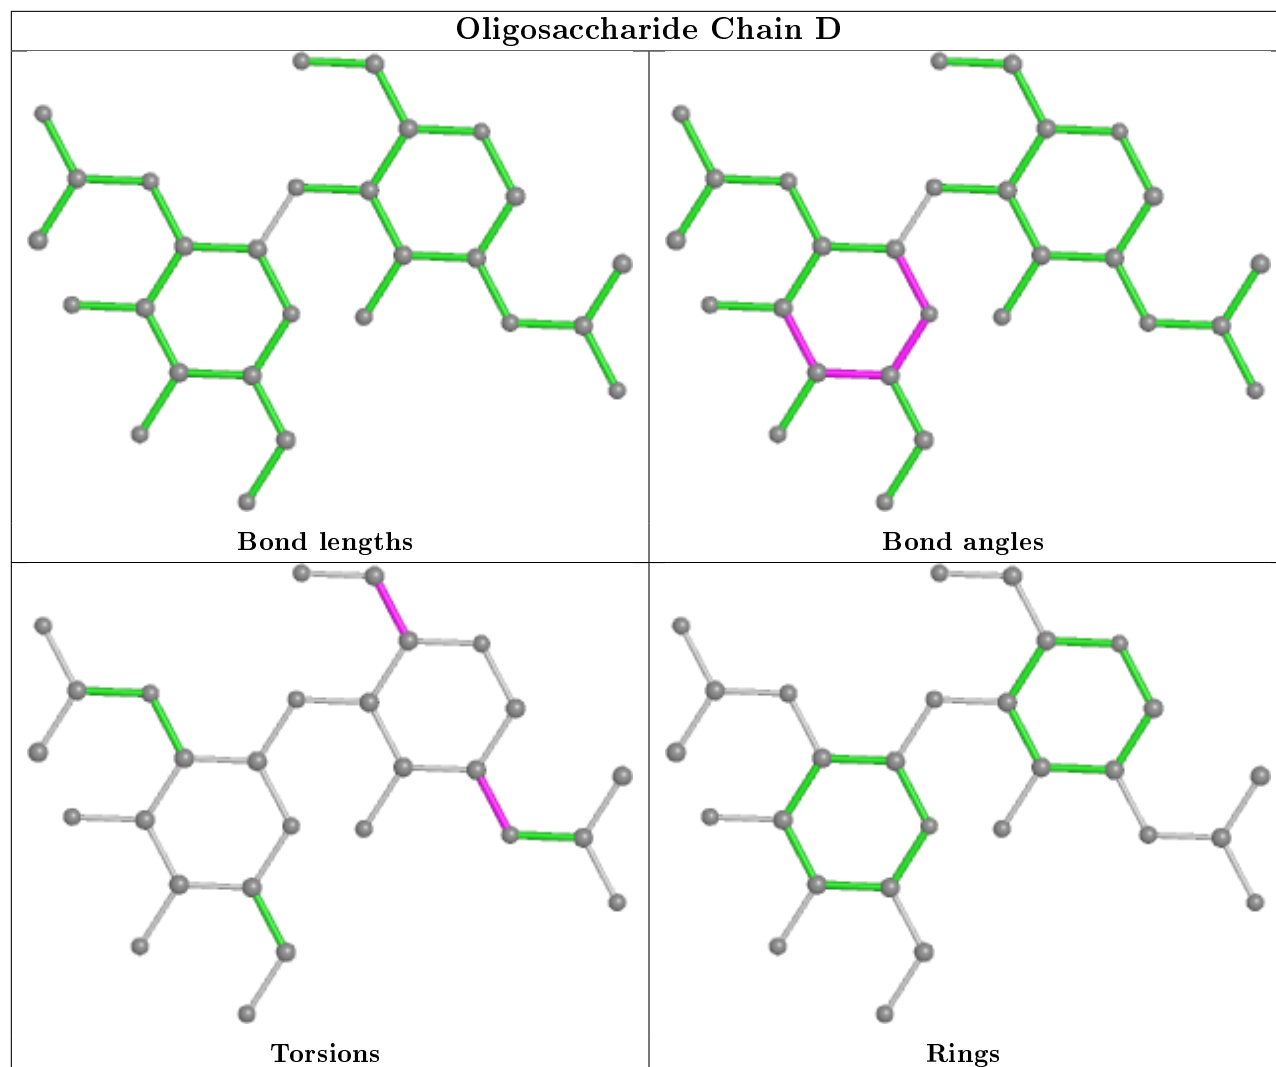 Oligosaccharide Chain D
Bond lengths
Bond angles
Torsions
Rings